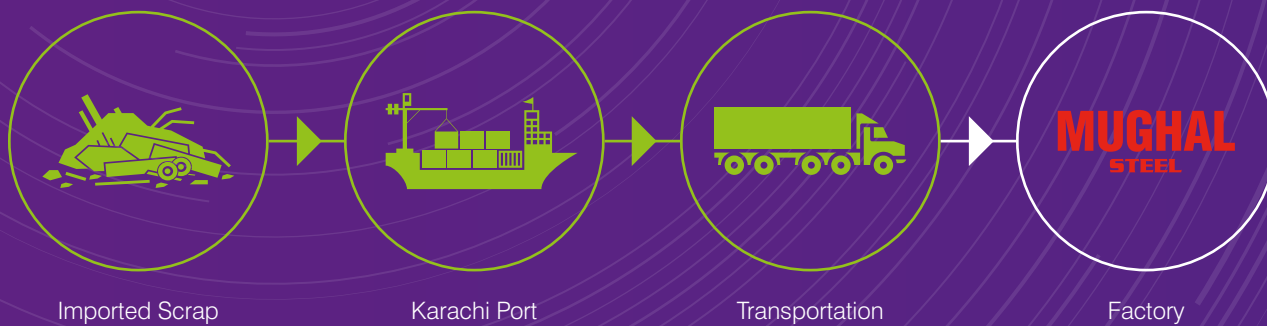 MUGHAL
STEEL
Imported Scrap
Karachi Port
Transportation
Factory